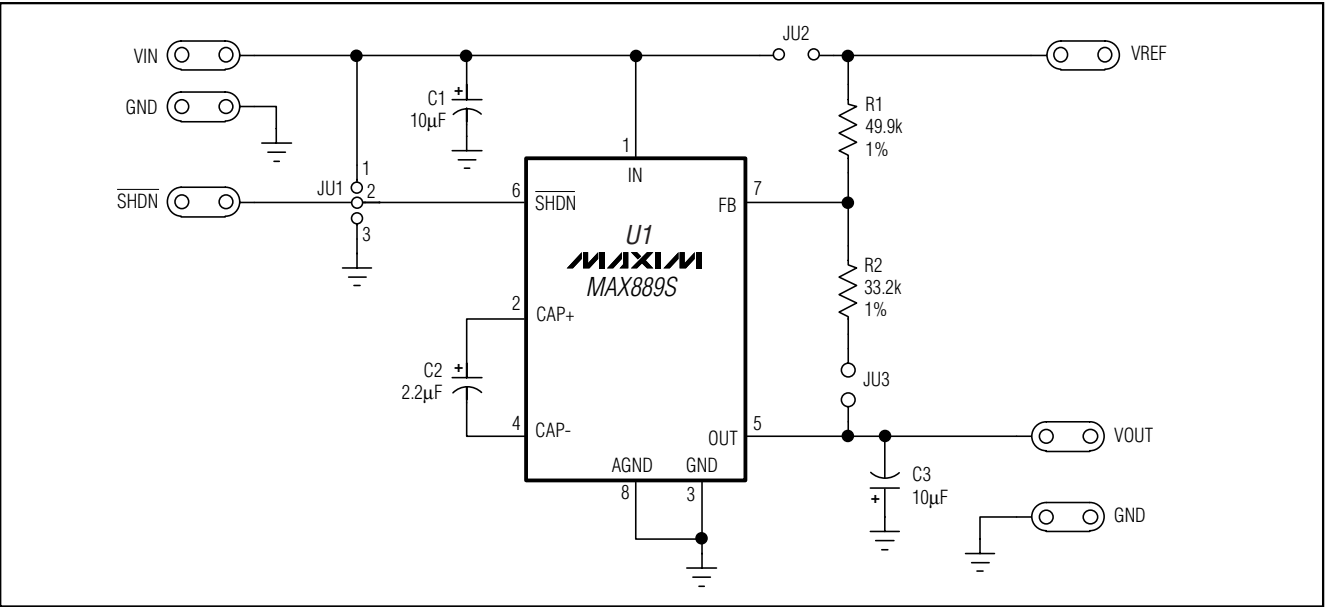 JU2
VIN
VREF
GND
C1
10µF
+
R1
49.9k
1%
1
IN
SHDN
JU1
1
2
3
6
SHDN
7
FB
U1
MAXIM
MAX889S
R2
33.2k
1%
2
CAP+
C2
2.2µF
+
JU3
4
CAP-
5
OUT
VOUT
AGND
GND
8
3
C3
10µF
+
GND